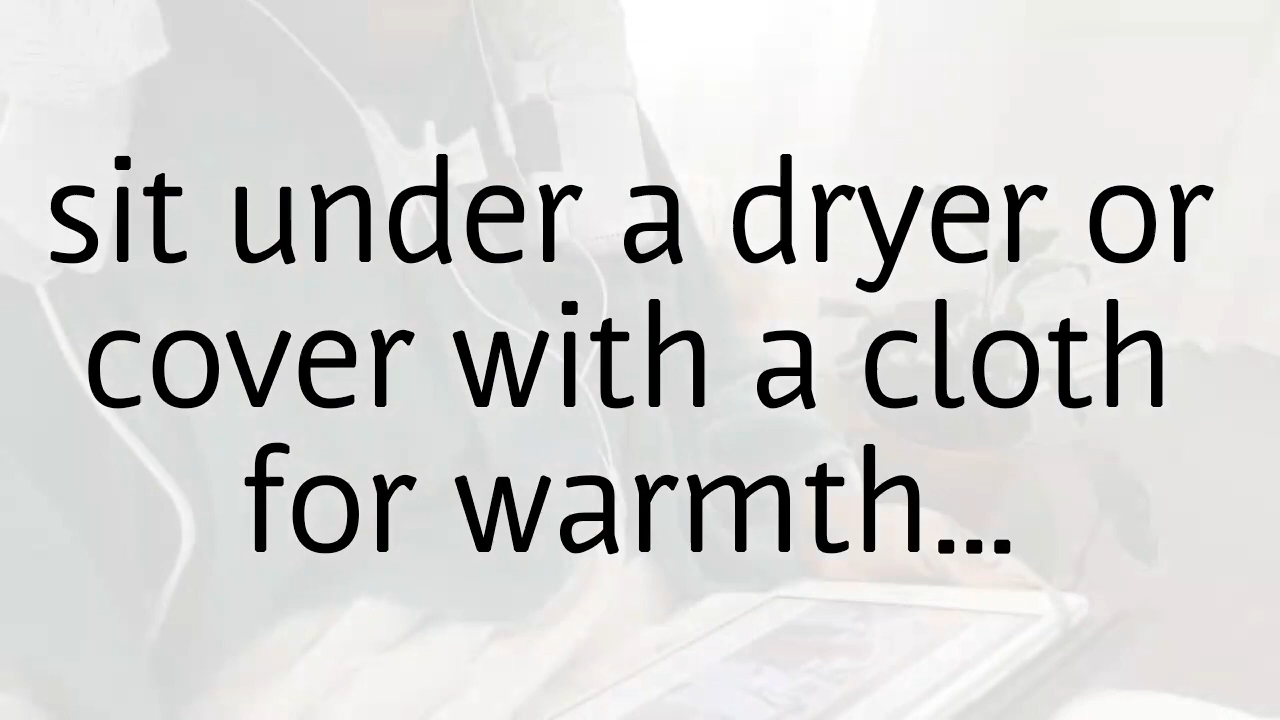 sit under a dryer or
cover with a cloth
for warmth...